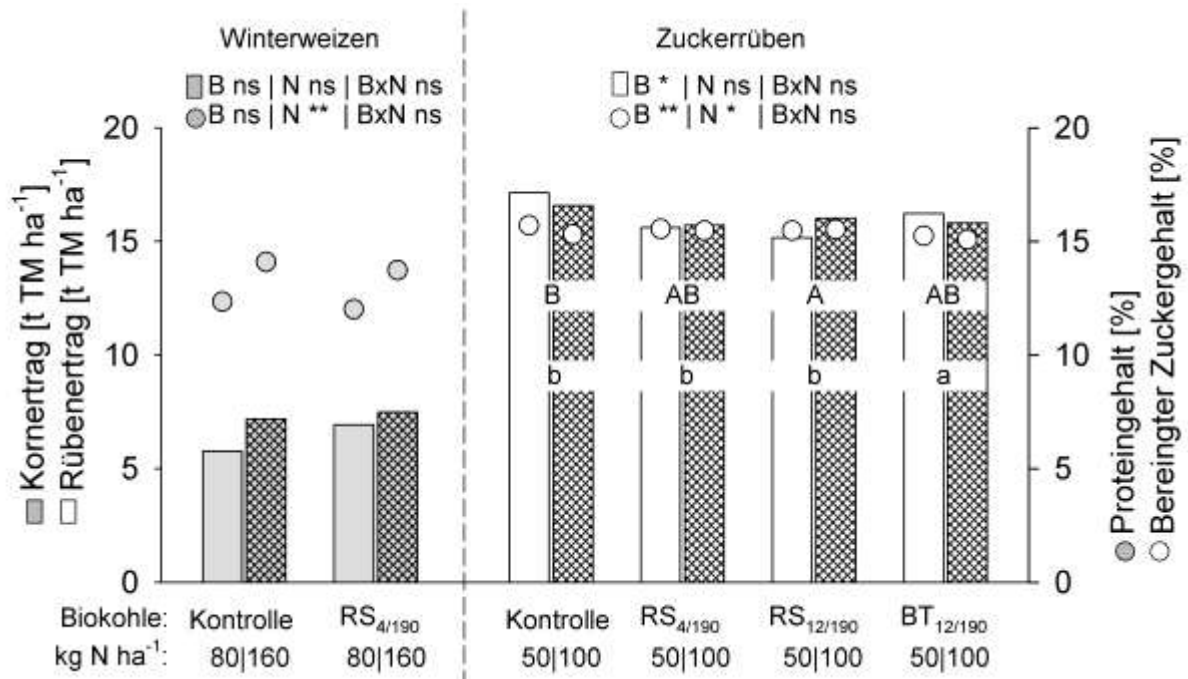 Winterweizen
B ns | N ns | BxN ns
B ns | N ** | BxN ns
Zuckerrüben
B * | N ns | BxN ns
B ** | N * | BxN ns
Kornertrag [t TM ha⁻¹]
Rübenertrag [t TM ha⁻¹]
20
15
10
5
0
B AB A AB
b b b a
20
15
10
5
0
Proteingehalt [%]
Bereinigter Zuckergehalt [%]
Biokohle: Kontrolle RS4/190 Kontrolle RS4/190 RS12/190 BT12/190
kg N ha⁻¹: 80|160 80|160 50|100 50|100 50|100 50|100